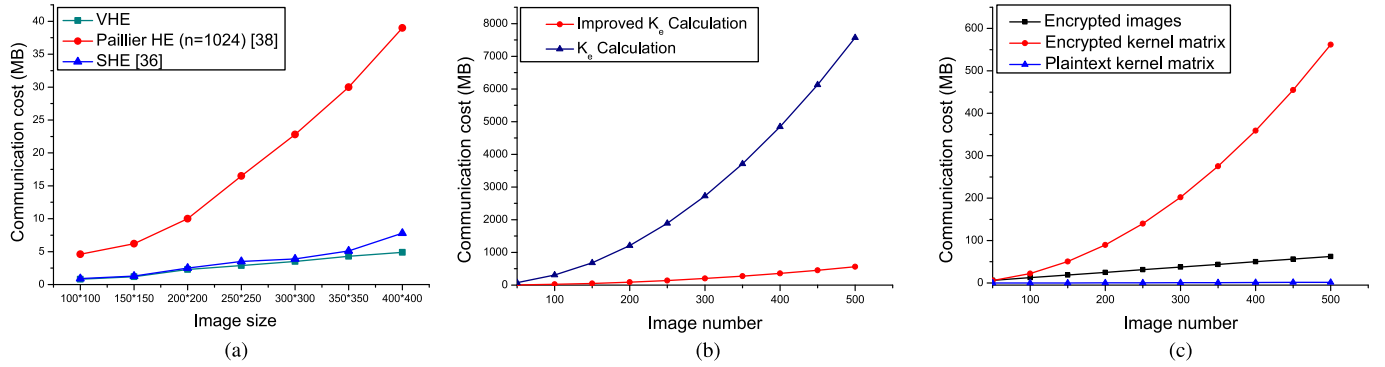 VHE
Paillier HE (n=1024) [38]
SHE [36]
Communication cost (MB)
40
35
30
25
20
15
10
5
0
100*100 150*150 200*200 250*250 300*300 350*350 400*400
Image size
(a)
Improved Ke Calculation
Ke Calculation
Communication cost (MB)
8000
7000
6000
5000
4000
3000
2000
1000
0
100 200 300 400 500
Image number
(b)
Encrypted images
Encrypted kernel matrix
Plaintext kernel matrix
Communication cost (MB)
600
500
400
300
200
100
0
100 200 300 400 500
Image number
(c)